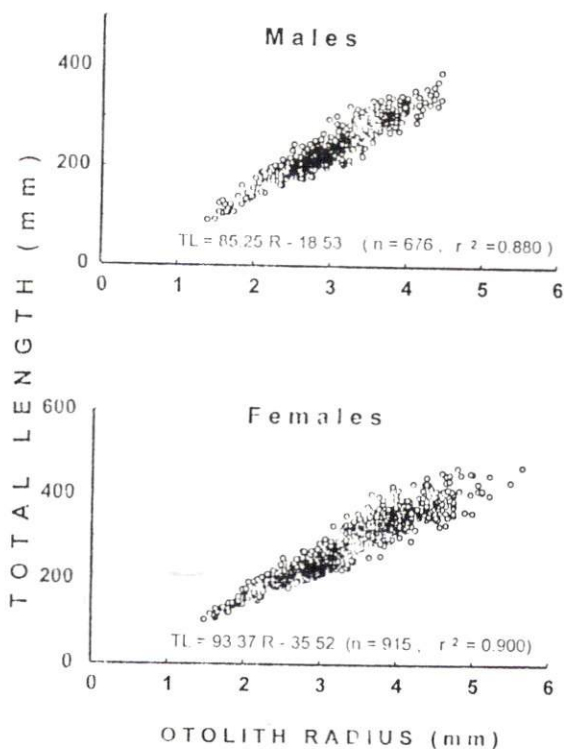 Males
400
200
0
TL = 85.25 R - 18.53 ( n = 676 , r ² =0.880 )
0 1 2 3 4 5 6
TOTAL LENGTH (mm)
Females
600
400
200
0
TL = 93.37 R - 35.52 (n = 915 , r ² = 0.900)
0 1 2 3 4 5 6
OTOLITH RADIUS (mm)